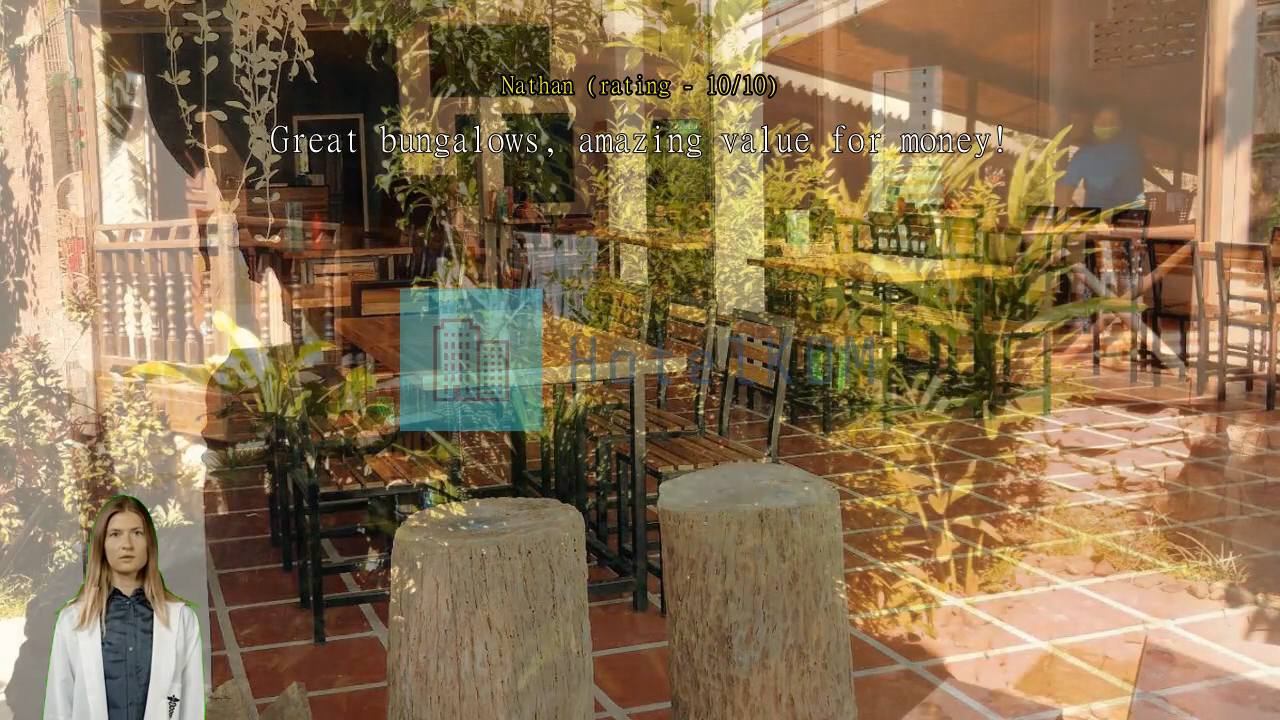 Nathan (rating - 10/10)
Great bungalows, amazing value for money!
HotelKOM